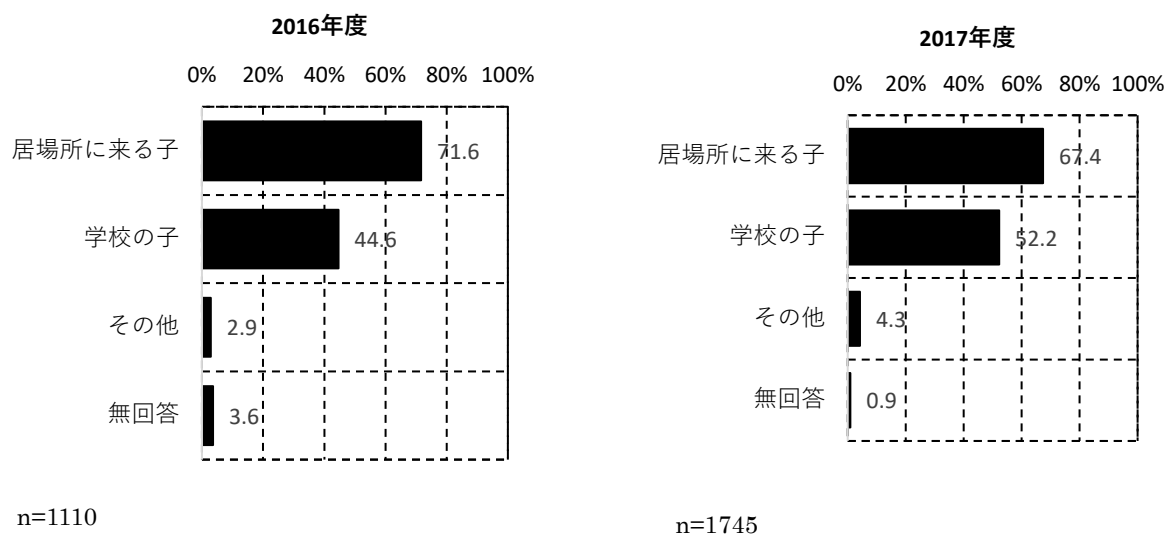 2016年度
0% 20% 40% 60% 80% 100%
居場所に来る子 71.6
学校の子 44.6
その他 2.9
無回答 3.6
n=1110
2017年度
0% 20% 40% 60% 80% 100%
居場所に来る子 67.4
学校の子 52.2
その他 4.3
無回答 0.9
n=1745